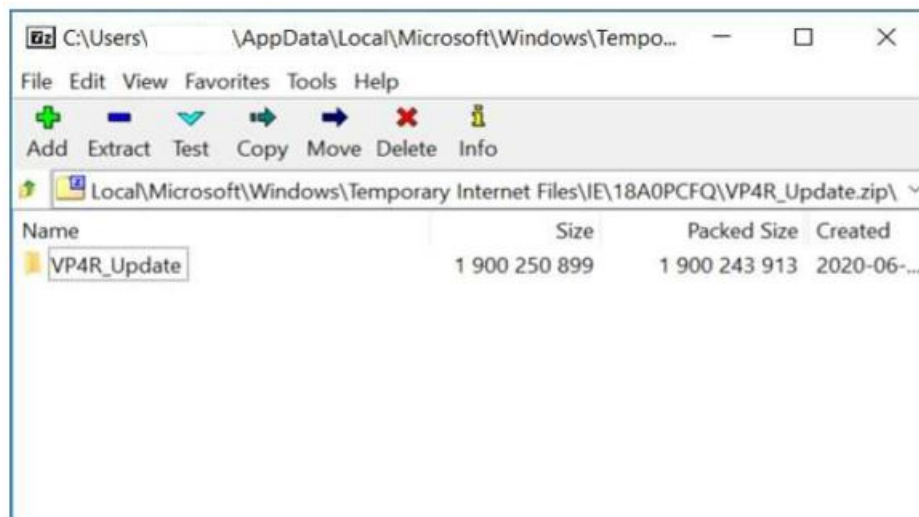 7z C:\Users\ \AppData\Local\Microsoft\Windows\Tempo...
File Edit View Favorites Tools Help
Add Extract Test Copy Move Delete Info
Local\Microsoft\Windows\Temporary Internet Files\IE\18A0PCFQ\VP4R_Update.zip\
Name Size Packed Size Created
VP4R_Update 1 900 250 899 1 900 243 913 2020-06-...